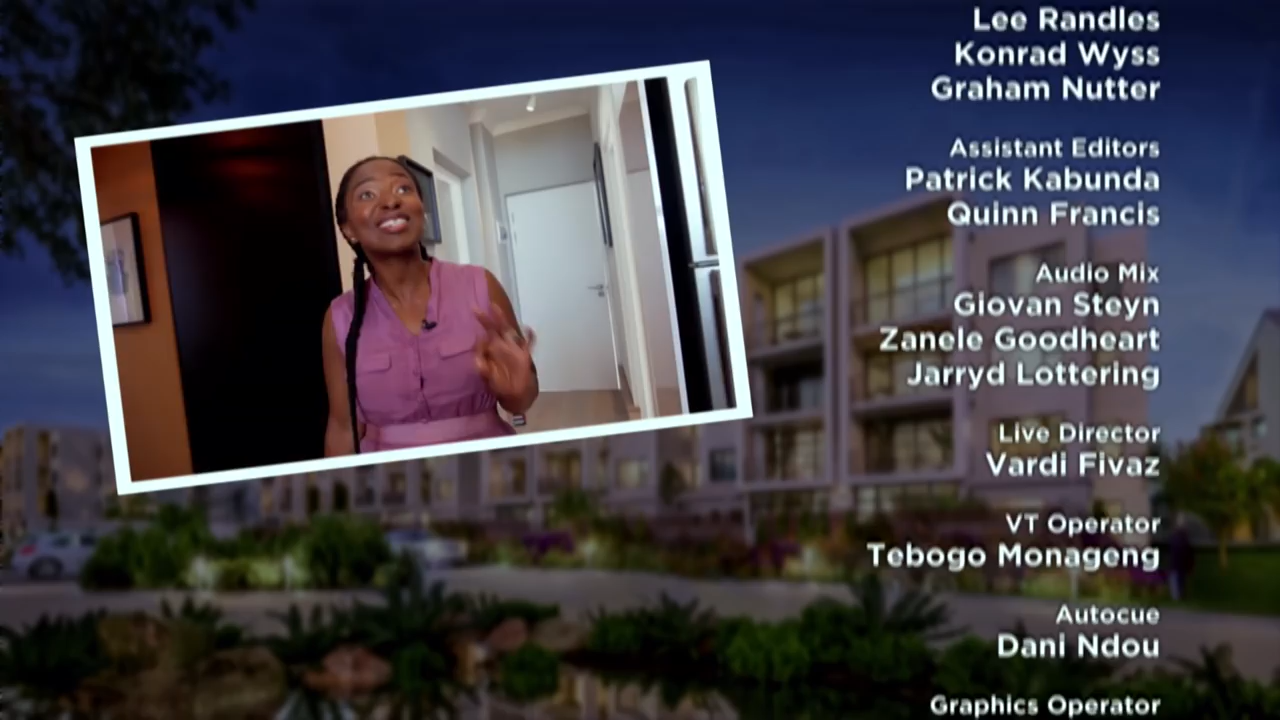 Lee Randles
Konrad Wyss
Graham Nutter
Assistant Editors
Patrick Kabunda
Quinn Francis
Audio Mix
Giovan Steyn
Zanele Goodheart
Jarryd Lottering
Live Director
Vardi Fivaz
VT Operator
Tebogo Monageng
Autocue
Dani Ndou
Graphics Operator